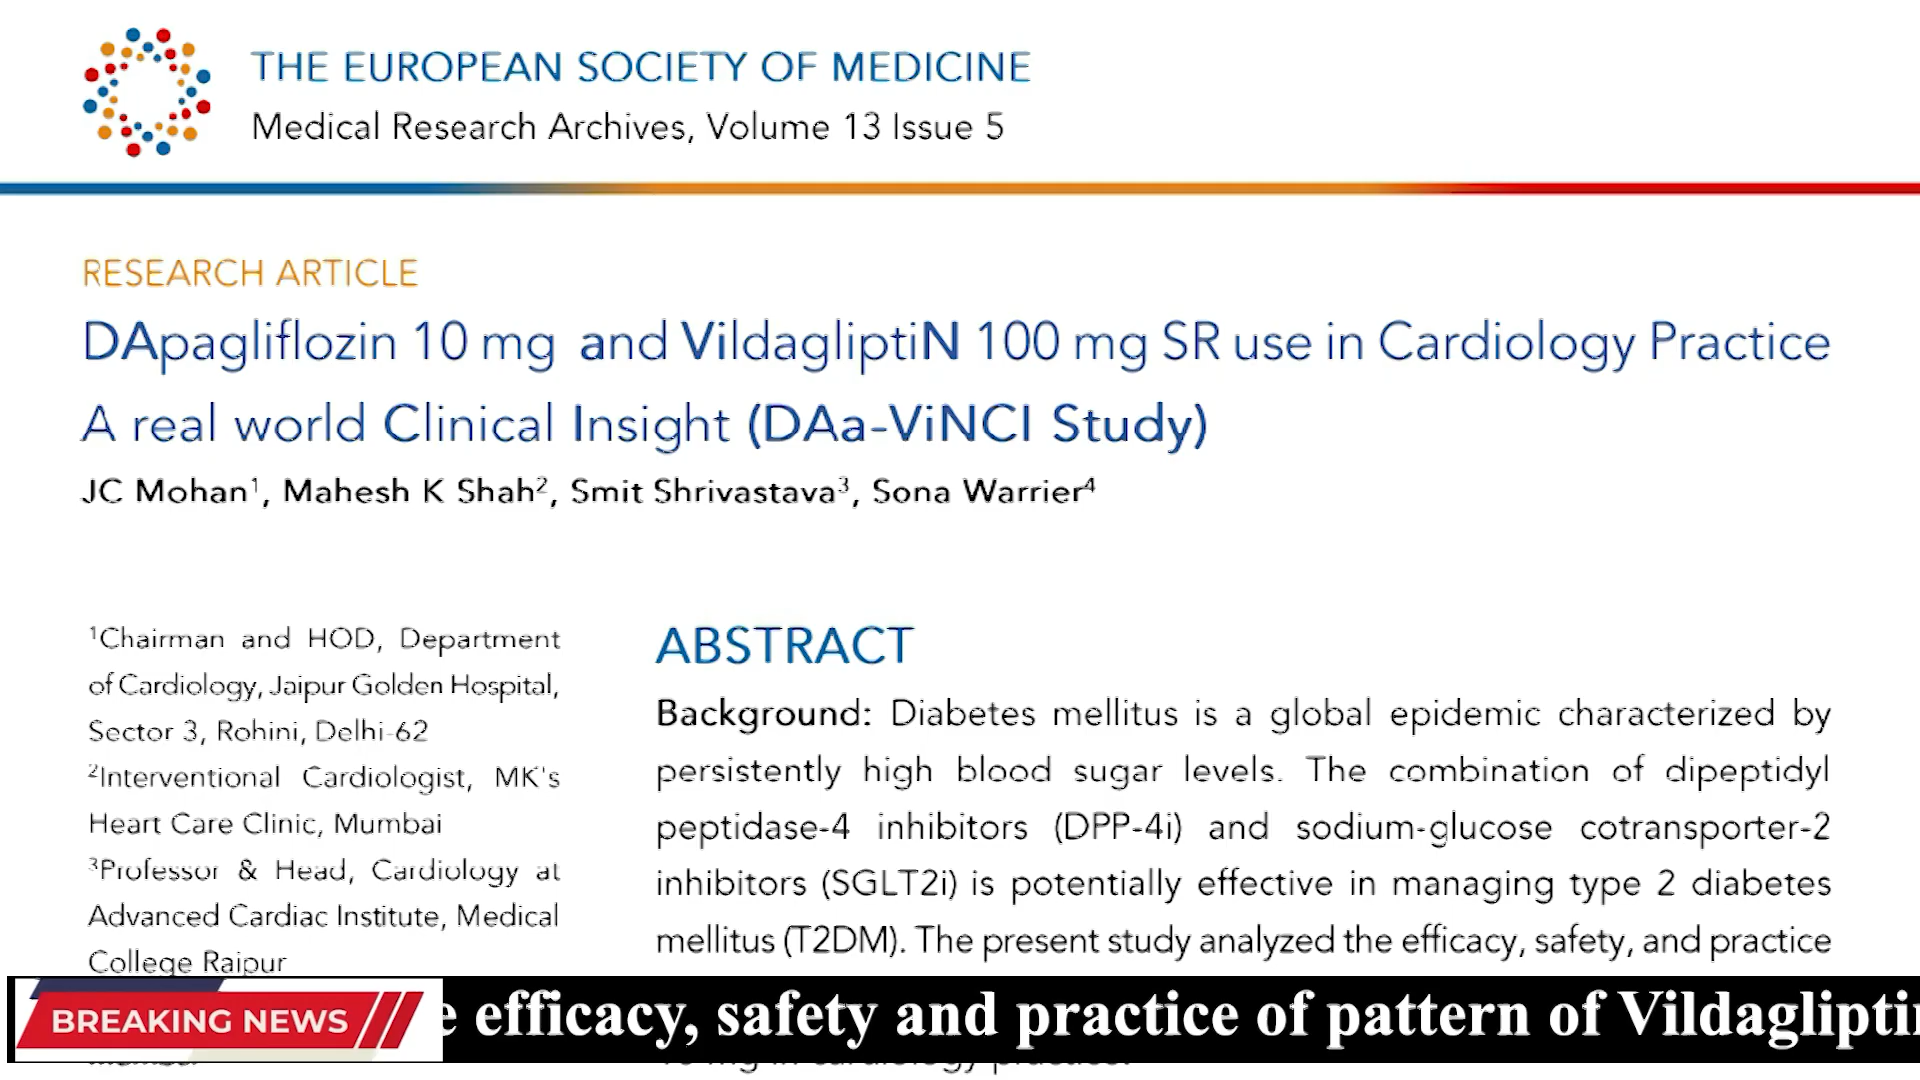 THE EUROPEAN SOCIETY OF MEDICINE
Medical Research Archives, Volume 13 Issue 5
RESEARCH ARTICLE
DApagliflozin 10 mg and VildagliptiN 100 mg SR use in Cardiology Practice
A real world Clinical Insight (DAa-ViNCI Study)
JC Mohan¹, Mahesh K Shah², Smit Shrivastava³, Sona Warrier⁴
¹Chairman and HOD, Department
of Cardiology, Jaipur Golden Hospital,
Sector 3, Rohini, Delhi-62
²Interventional Cardiologist, MK's
Heart Care Clinic, Mumbai
³Professor & Head, Cardiology at
Advanced Cardiac Institute, Medical
College Raipur
ABSTRACT
Background: Diabetes mellitus is a global epidemic characterized by
persistently high blood sugar levels. The combination of dipeptidyl
peptidase-4 inhibitors (DPP-4i) and sodium-glucose cotransporter-2
inhibitors (SGLT2i) is potentially effective in managing type 2 diabetes
mellitus (T2DM). The present study analyzed the efficacy, safety, and practice
10 mg in cardiology practice.
BREAKING NEWS
e efficacy, safety and practice of pattern of Vildagliptin